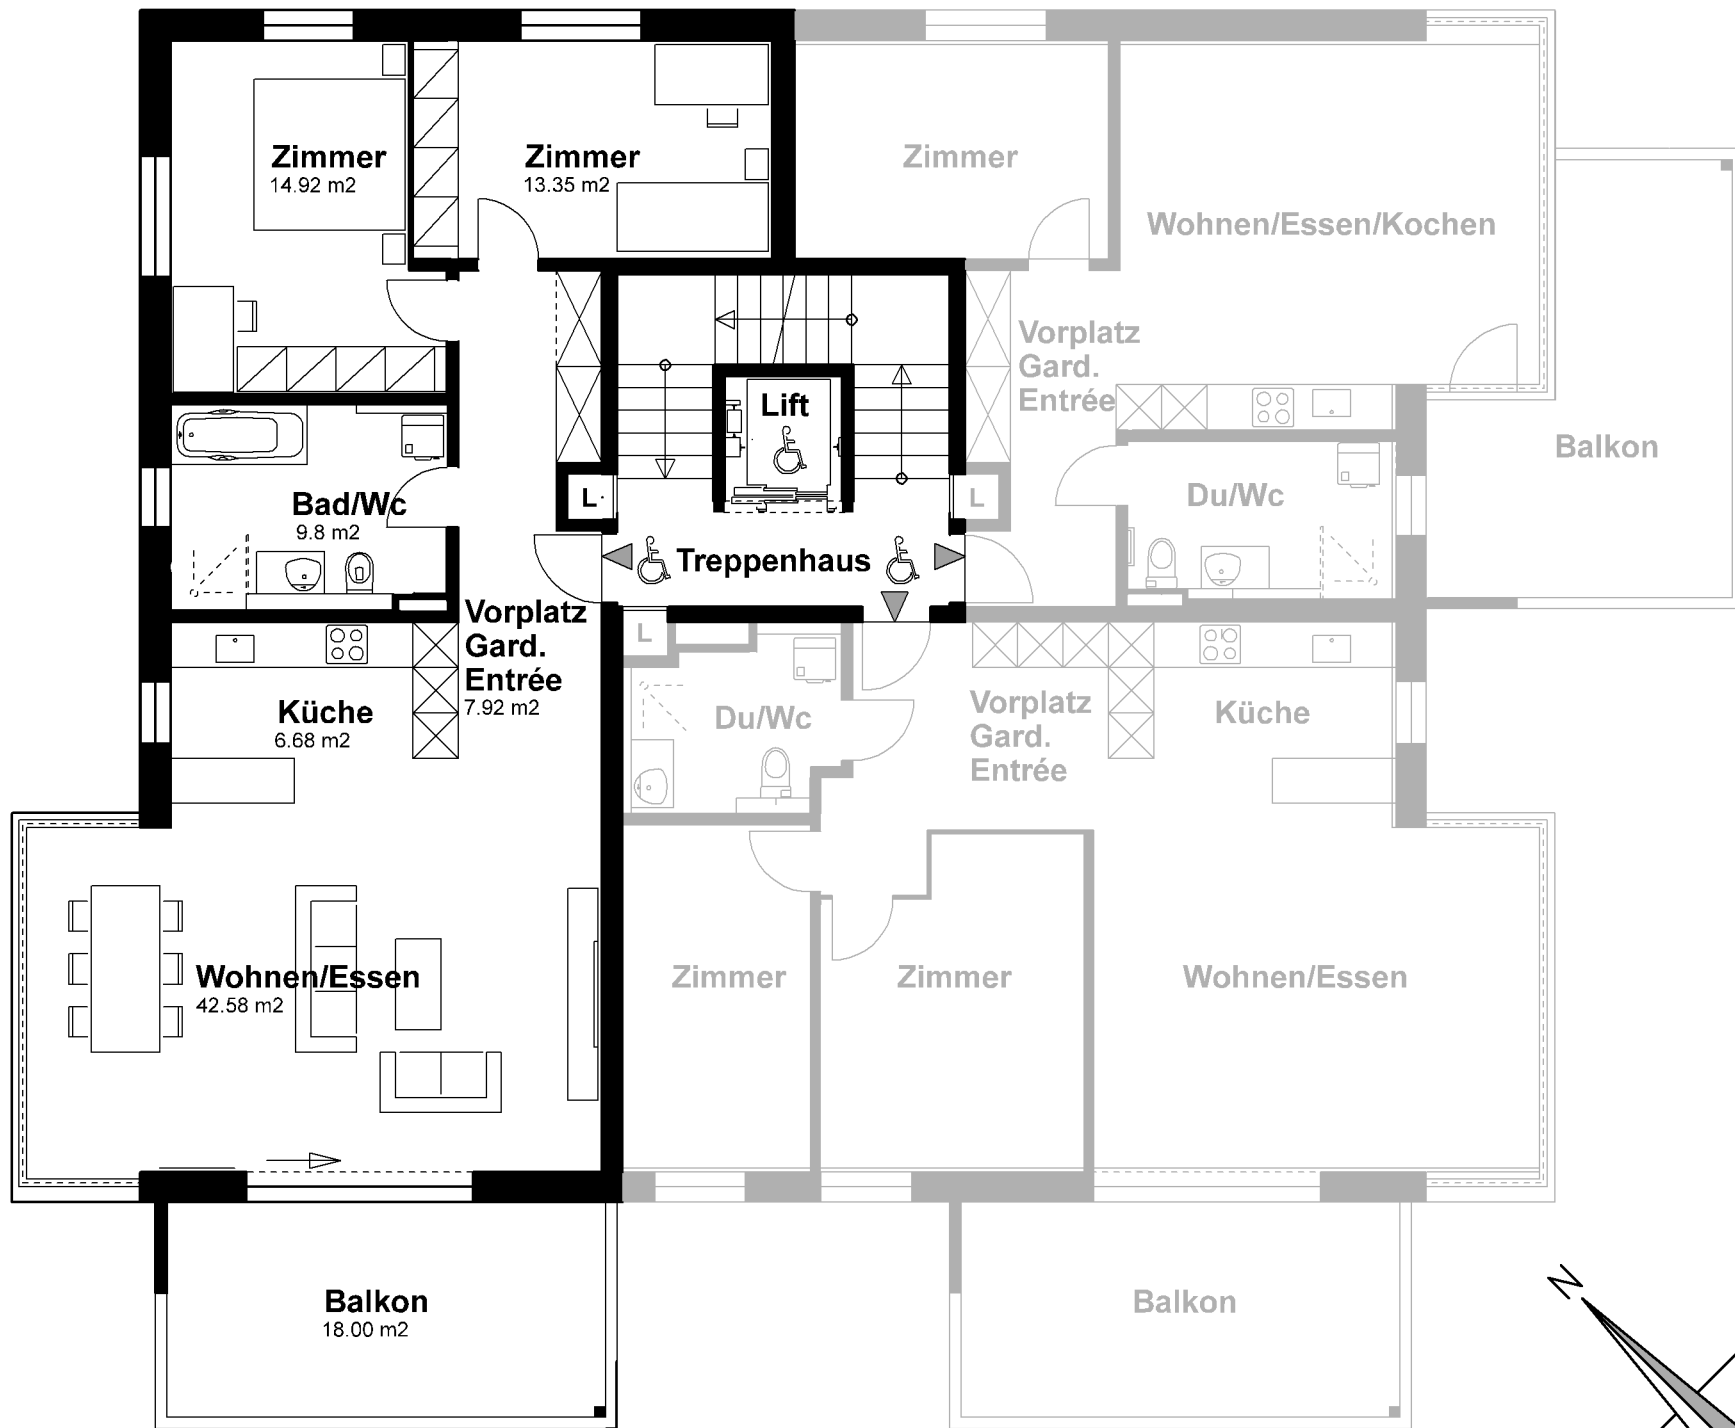 Zimmer
14.92 m2
Zimmer
13.35 m2
Zimmer
Wohnen/Essen/Kochen
Vorplatz
Gard.
Entrée
Balkon
Lift
L
L
Bad/Wc
9.8 m2
Du/Wc
Treppenhaus
Vorplatz
Gard.
Entrée
7.92 m2
L
Küche
6.68 m2
Du/Wc
Vorplatz
Gard.
Entrée
Küche
Wohnen/Essen
42.58 m2
Zimmer
Zimmer
Wohnen/Essen
Balkon
18.00 m2
Balkon
N